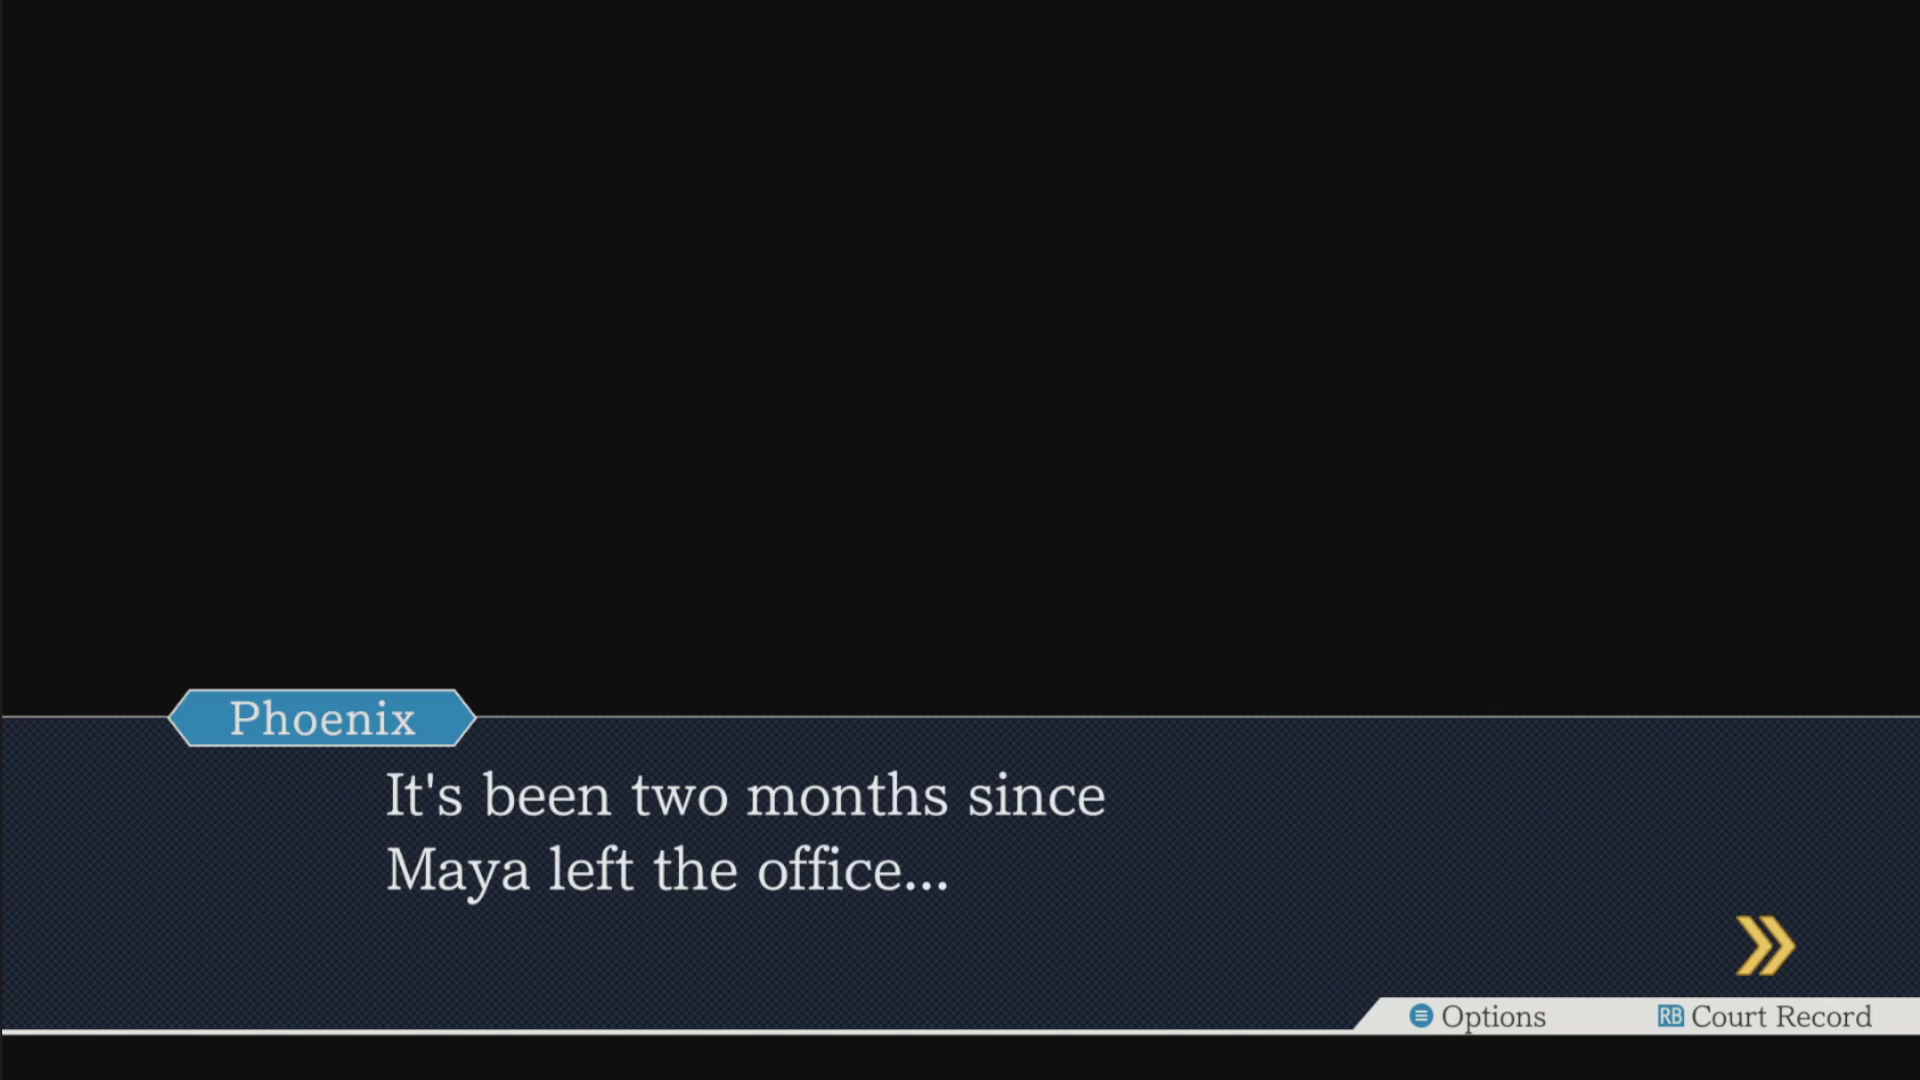 Phoenix
It's been two months since
Maya left the office...
Options
RB Court Record